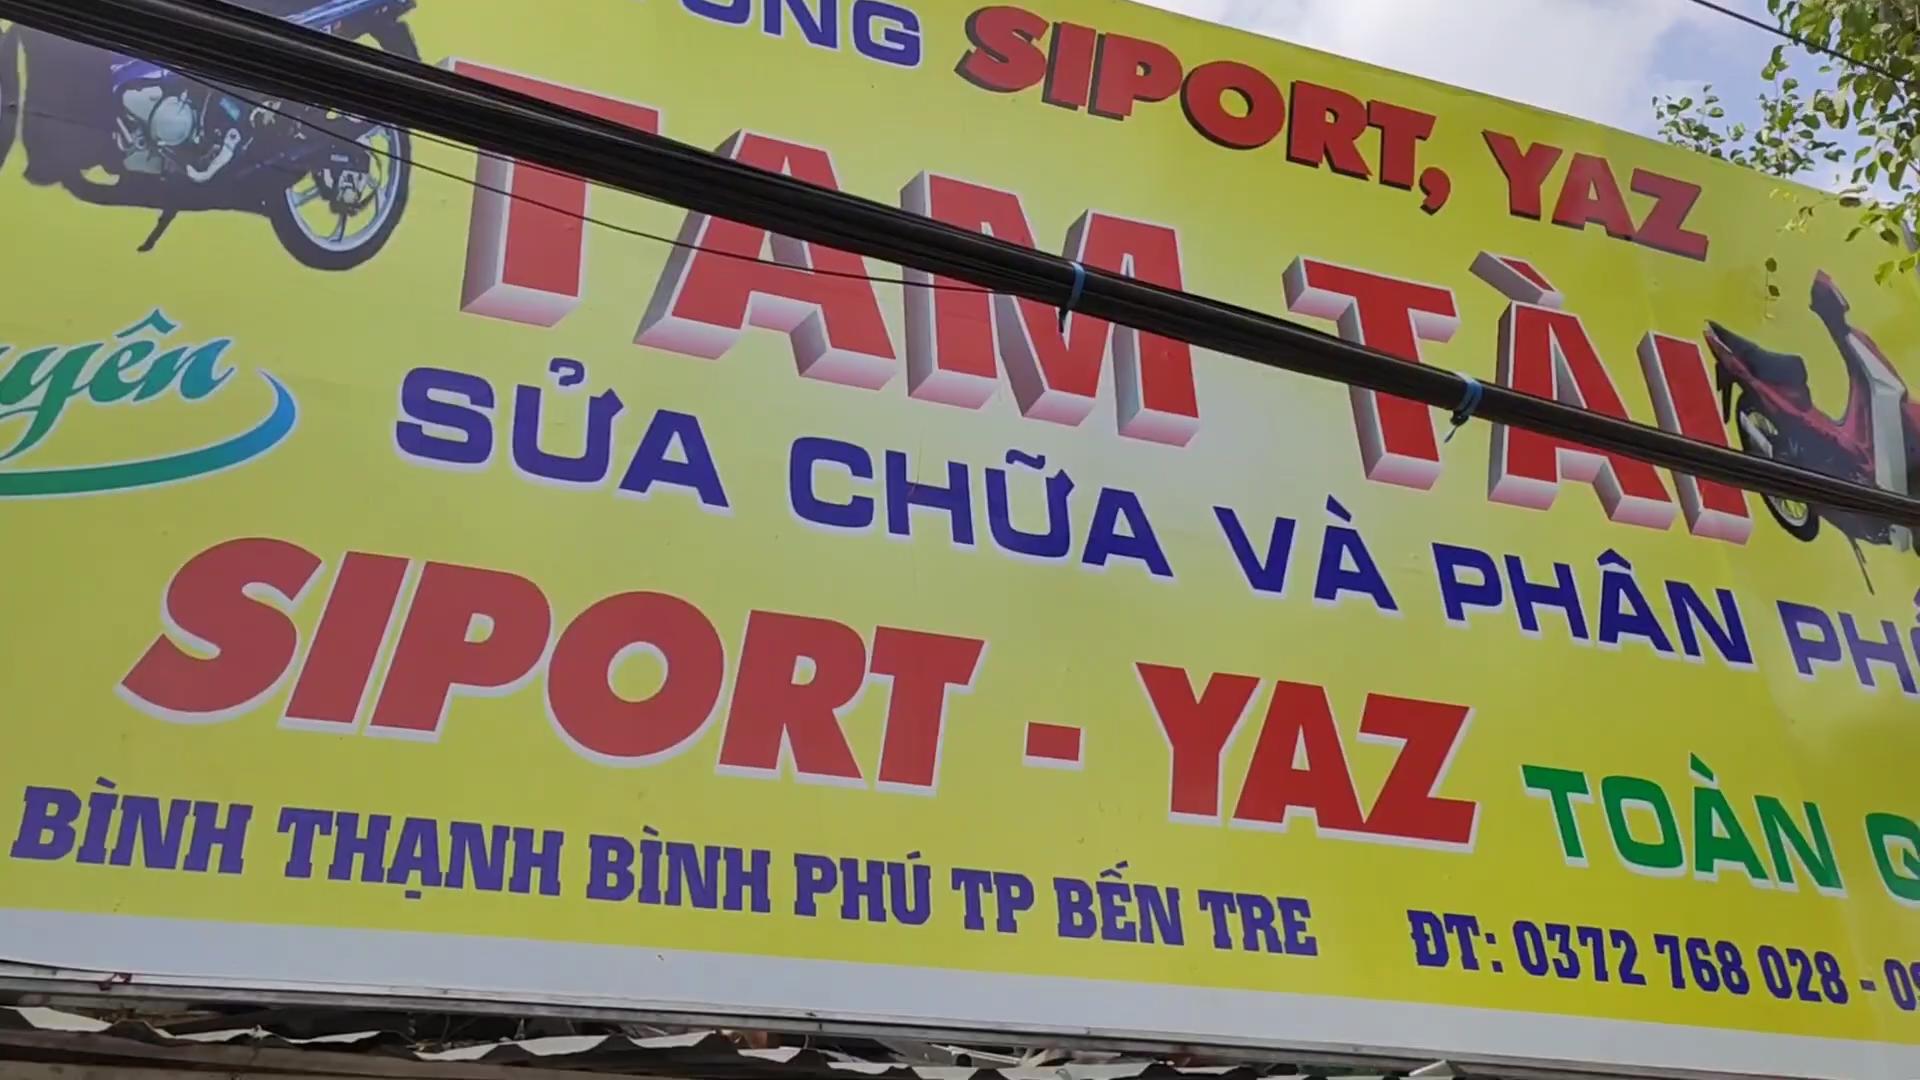 SIPORT, YAZ
TAM TÀI
SỬA CHỮA VÀ PHÂN
SIPORT - YAZ TOÀN
BÌNH THẠNH BÌNH PHÚ TP BẾN TRE ĐT: 0372 768 028 -